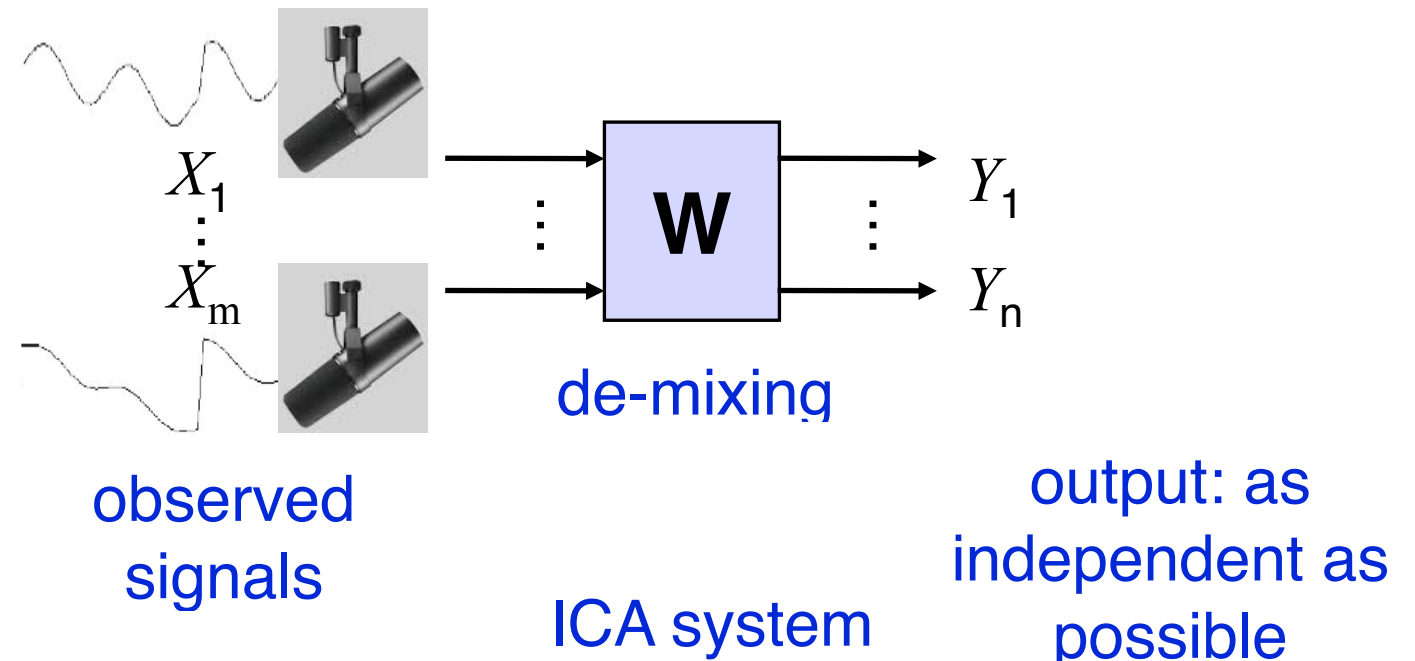 X1
⋮
Xm
⋮
W
⋮
Y1
Yn
de-mixing
observed
signals
ICA system
output: as
independent as
possible